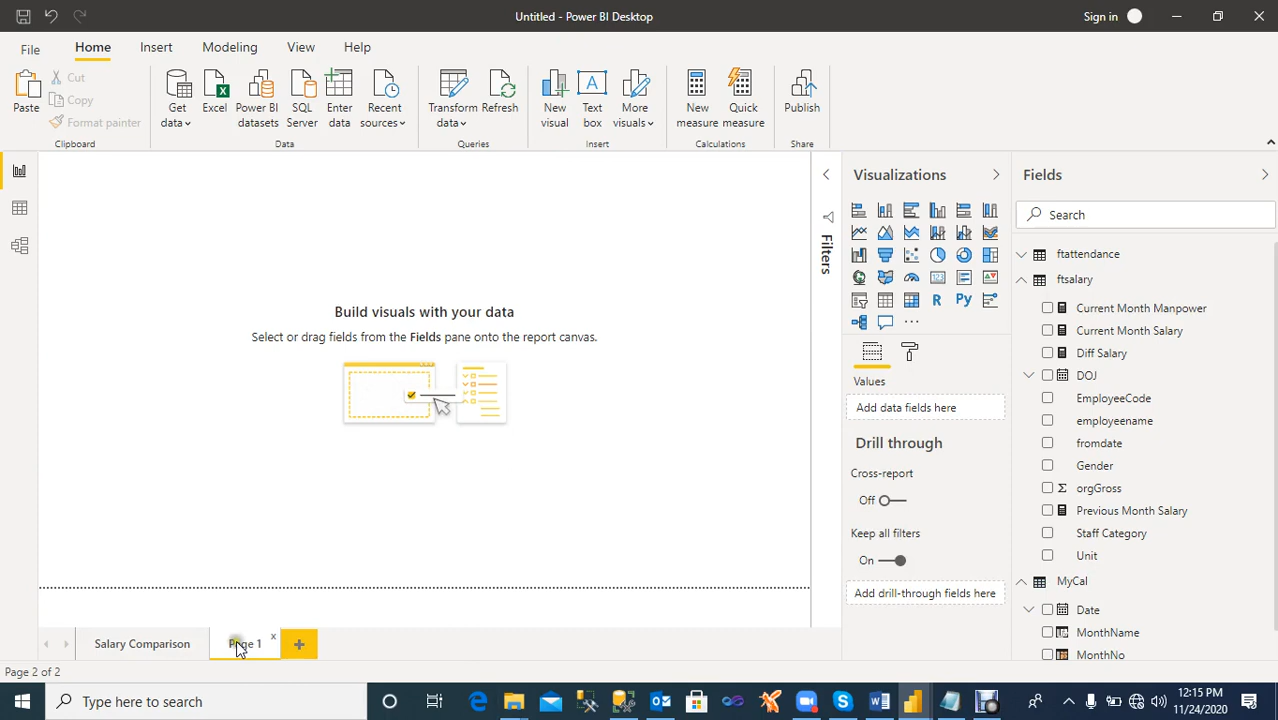 Untitled - Power BI Desktop
Sign in
File
Home
Insert
Modeling
View
Help
Paste
Cut
Copy
Format painter
Clipboard
Get data
Excel
Power BI datasets
SQL Server
Enter data
Recent sources
Data
Transform data
Refresh
Queries
New visual
Text box
More visuals
Insert
New measure
Quick measure
Calculations
Publish
Share
Build visuals with your data
Select or drag fields from the Fields pane onto the report canvas.
Filters
Visualizations
R
Py
Values
Add data fields here
Drill through
Cross-report
Off
Keep all filters
On
Add drill-through fields here
Fields
Search
ftattendance
ftsalary
Current Month Manpower
Current Month Salary
Diff Salary
DOJ
EmployeeCode
employeename
fromdate
Gender
Σ orgGross
Previous Month Salary
Staff Category
Unit
MyCal
Date
MonthName
MonthNo
Salary Comparison
Page 1
Page 2 of 2
Type here to search
12:15 PM
11/24/2020